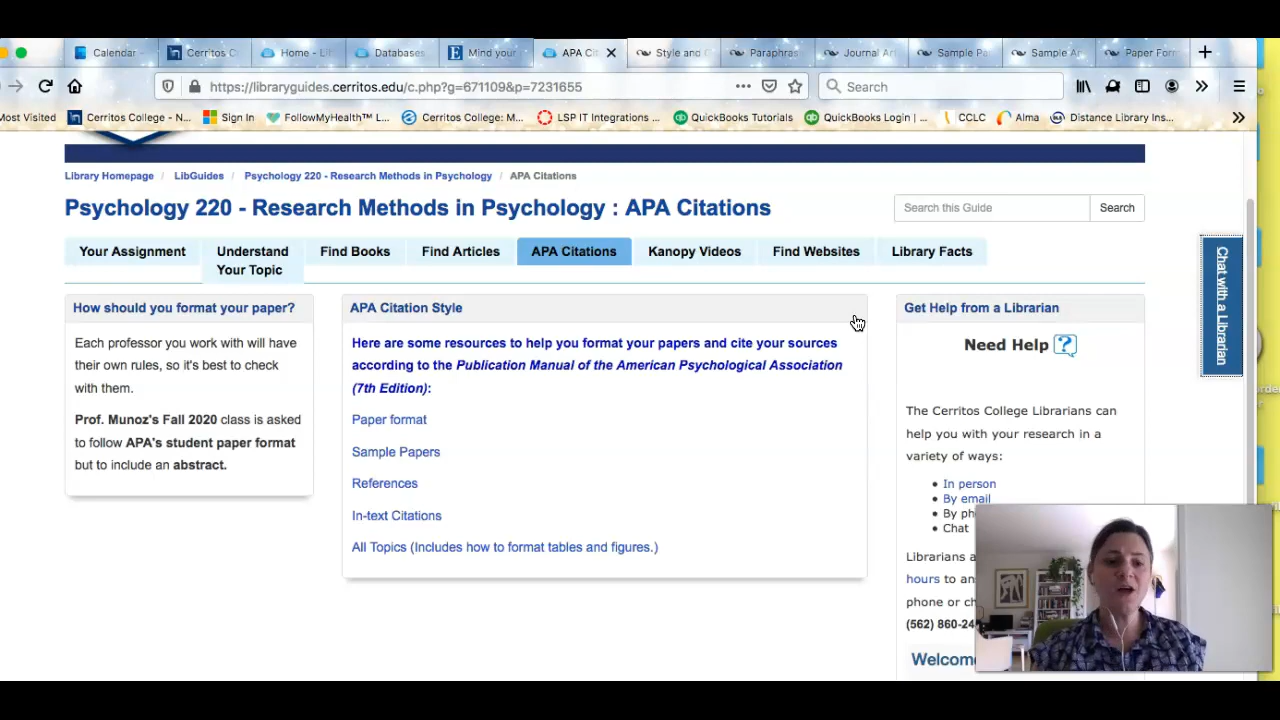 Calendar
Cerritos C
Home - Li
Databases
Mind your
APA Ci
Style and
Paraphras
Journal Ar
Sample Pa
Sample Ar
Paper Form
https://libraryguides.cerritos.edu/c.php?g=671109&p=7231655
Search
Most Visited
Cerritos College - N...
Sign In
FollowMyHealth™ L...
Cerritos College: M...
LSP IT Integrations ...
QuickBooks Tutorials
QuickBooks Login | ...
CCLC
Alma
Distance Library Ins...
Library Homepage / LibGuides / Psychology 220 - Research Methods in Psychology / APA Citations
Psychology 220 - Research Methods in Psychology : APA Citations
Search this Guide
Search
Your Assignment
Understand
Your Topic
Find Books
Find Articles
APA Citations
Kanopy Videos
Find Websites
Library Facts
Chat with a Librarian
How should you format your paper?
Each professor you work with will have
their own rules, so it's best to check
with them.
Prof. Munoz's Fall 2020 class is asked
to follow APA's student paper format
but to include an abstract.
APA Citation Style
Here are some resources to help you format your papers and cite your sources
according to the Publication Manual of the American Psychological Association
(7th Edition):
Paper format
Sample Papers
References
In-text Citations
All Topics (Includes how to format tables and figures.)
Get Help from a Librarian
Need Help ?
The Cerritos College Librarians can
help you with your research in a
variety of ways:
In person
By email
By ph
Chat
Librarians a
hours to an
phone or ch
(562) 860-24
Welcome